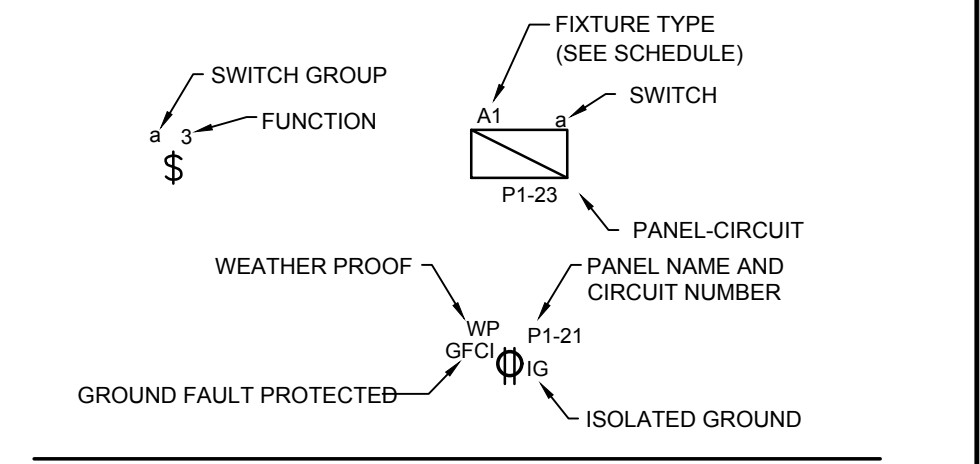 FIXTURE TYPE
(SEE SCHEDULE)
SWITCH GROUP
FUNCTION
a 3
$
A1
a
SWITCH
P1-23
PANEL-CIRCUIT
WEATHER PROOF
PANEL NAME AND
CIRCUIT NUMBER
WP
P1-21
GFCI
IG
GROUND FAULT PROTECTED
ISOLATED GROUND